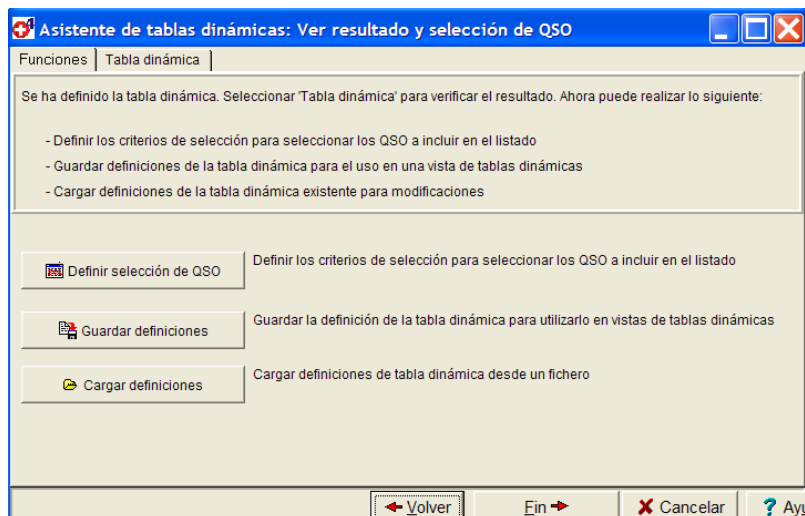 Asistente de tablas dinámicas: Ver resultado y selección de QSO
Funciones
Tabla dinámica
Se ha definido la tabla dinámica. Seleccionar 'Tabla dinámica' para verificar el resultado. Ahora puede realizar lo siguiente:
- Definir los criterios de selección para seleccionar los QSO a incluir en el listado
- Guardar definiciones de la tabla dinámica para el uso en una vista de tablas dinámicas
- Cargar definiciones de la tabla dinámica existente para modificaciones
Definir selección de QSO
Definir los criterios de selección para seleccionar los QSO a incluir en el listado
Guardar definiciones
Guardar la definición de la tabla dinámica para utilizarlo en vistas de tablas dinámicas
Cargar definiciones
Cargar definiciones de tabla dinámica desde un fichero
Volver
Fin
Cancelar